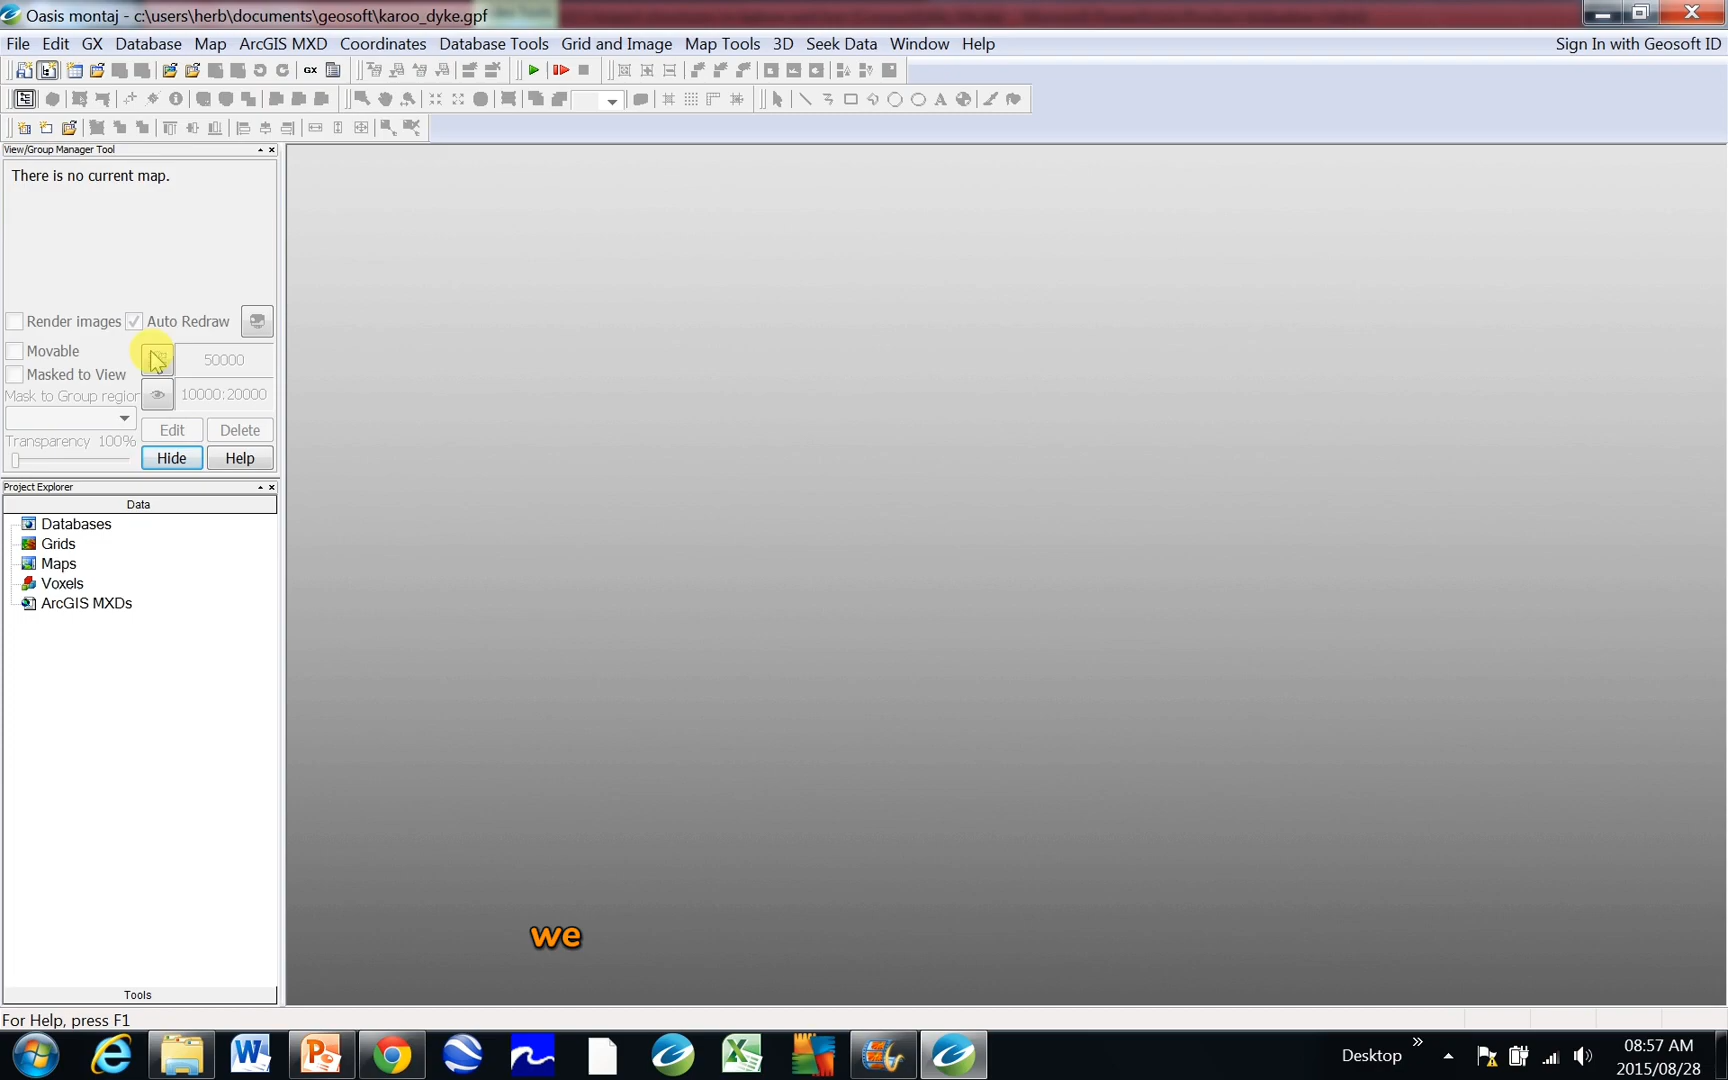 Oasis montaj - c:\users\herb\documents\geosoft\karoo_dyke.gpf
File Edit GX Database Map ArcGIS MXD Coordinates Database Tools Grid and Image Map Tools 3D Seek Data Window Help Sign In with Geosoft ID
GX
View/Group Manager Tool
There is no current map.
Render images Auto Redraw
Movable 50000
Masked to View
Mask to Group region 10000:20000
Edit Delete
Transparency 100%
Hide Help
Project Explorer
Data
Databases
Grids
Maps
Voxels
ArcGIS MXDs
we
Tools
For Help, press F1
Desktop
08:57 AM
2015/08/28